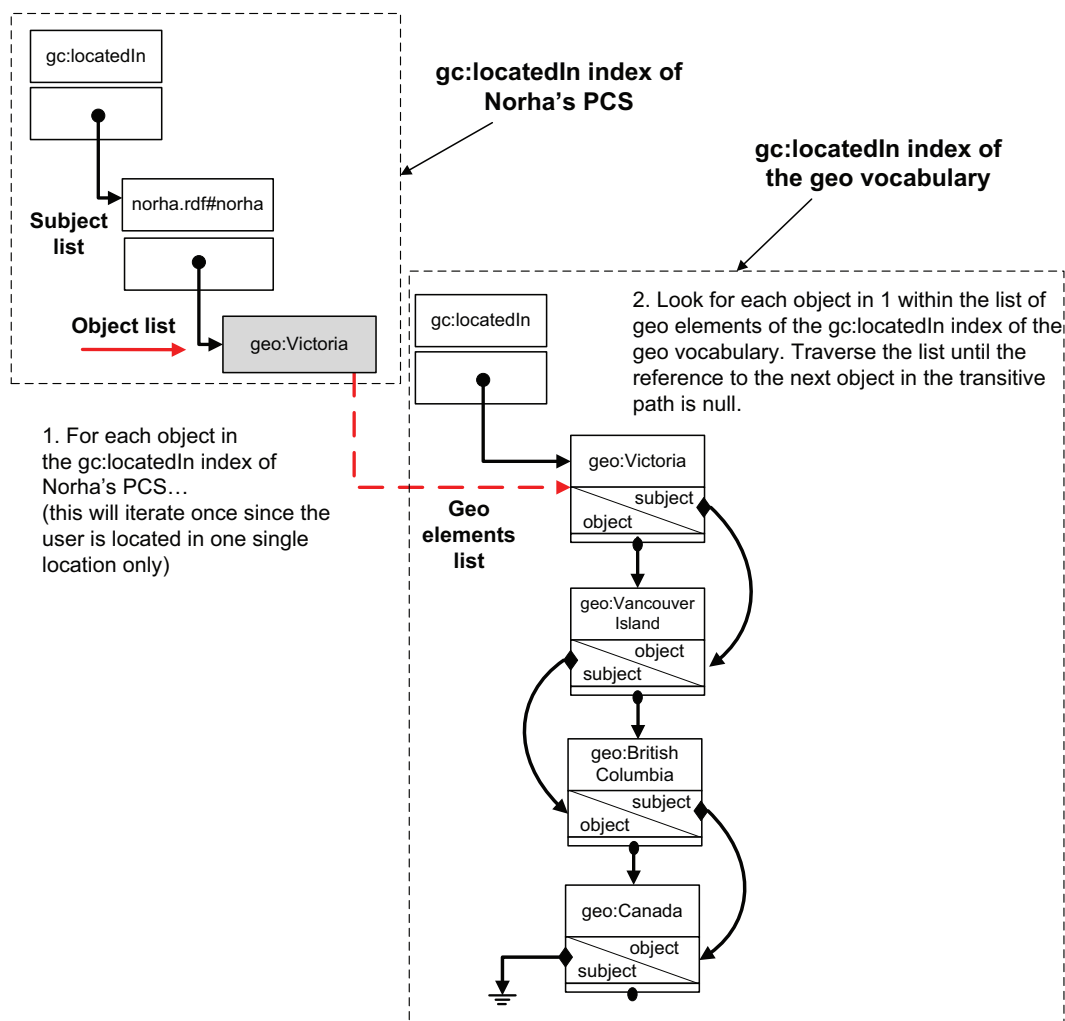 gc:locatedIn
gc:locatedIn index of
Norha's PCS
norha.rdf#norha
Subject
list
Object list
geo:Victoria
1. For each object in
the gc:locatedIn index of
Norha's PCS…
(this will iterate once since the
user is located in one single
location only)
gc:locatedIn index of
the geo vocabulary
gc:locatedIn
2. Look for each object in 1 within the list of
geo elements of the gc:locatedIn index of the
geo vocabulary. Traverse the list until the
reference to the next object in the transitive
path is null.
Geo
elements
list
geo:Victoria
subject
object
geo:Vancouver
Island
object
subject
geo:British
Columbia
subject
object
geo:Canada
object
subject